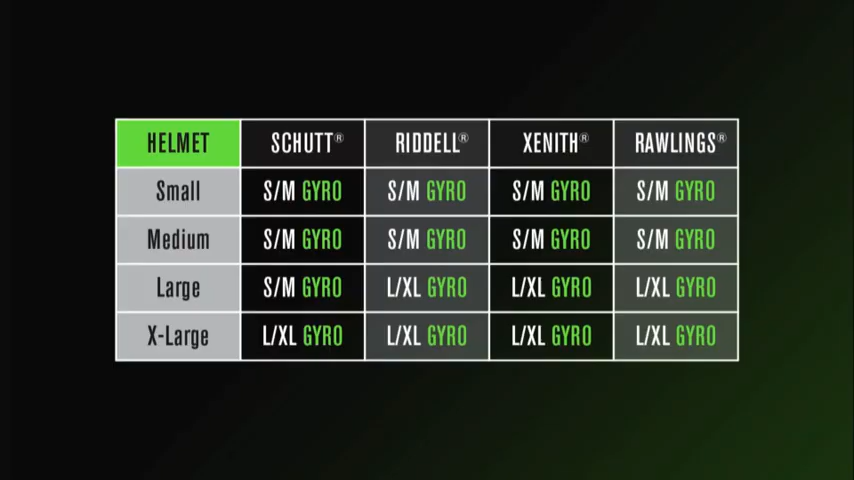 HELMET SCHUTT® RIDDELL® XENITH® RAWLINGS®
Small S/M GYRO S/M GYRO S/M GYRO S/M GYRO
Medium S/M GYRO S/M GYRO S/M GYRO S/M GYRO
Large S/M GYRO L/XL GYRO L/XL GYRO L/XL GYRO
X-Large L/XL GYRO L/XL GYRO L/XL GYRO L/XL GYRO